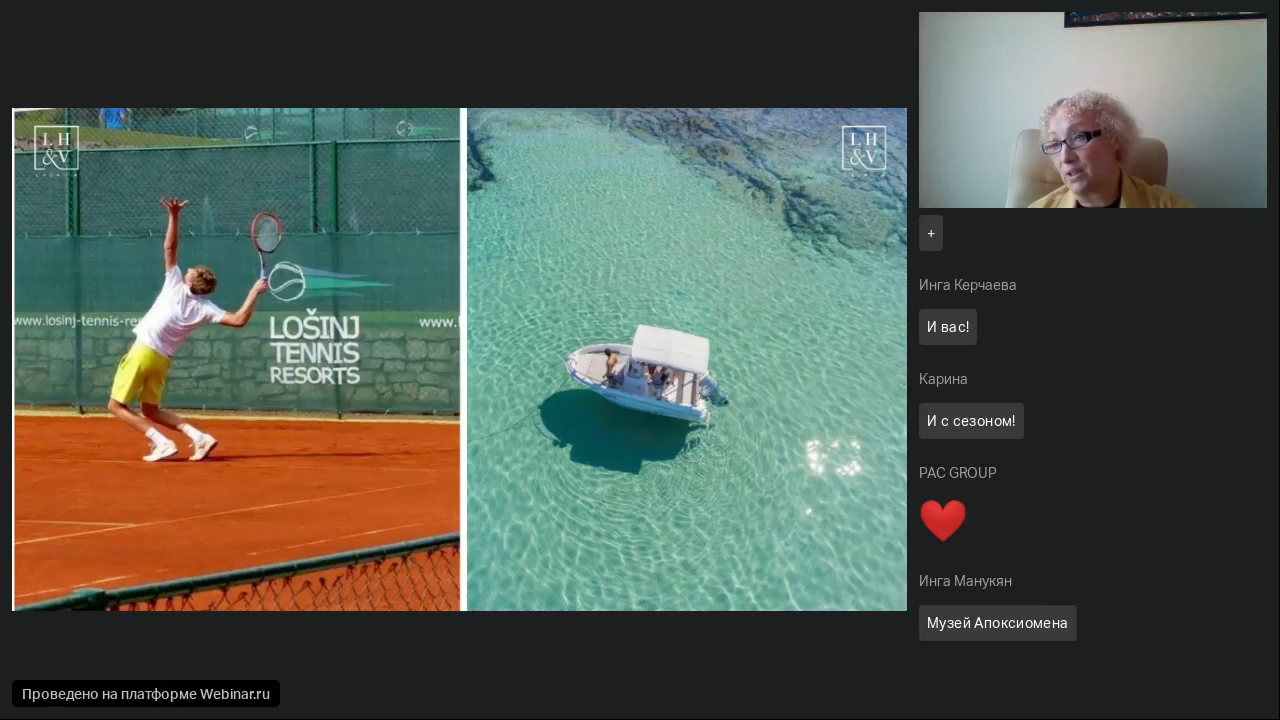 L H
& V
CROATIA
L H
& V
www.losinj-tennis-re
www.l
LOŠINJ
TENNIS
RESORTS
+
Инга Керчаева
И вас!
Карина
И с сезоном!
PAC GROUP
Инга Манукян
Музей Апоксиомена
Проведено на платформе Webinar.ru